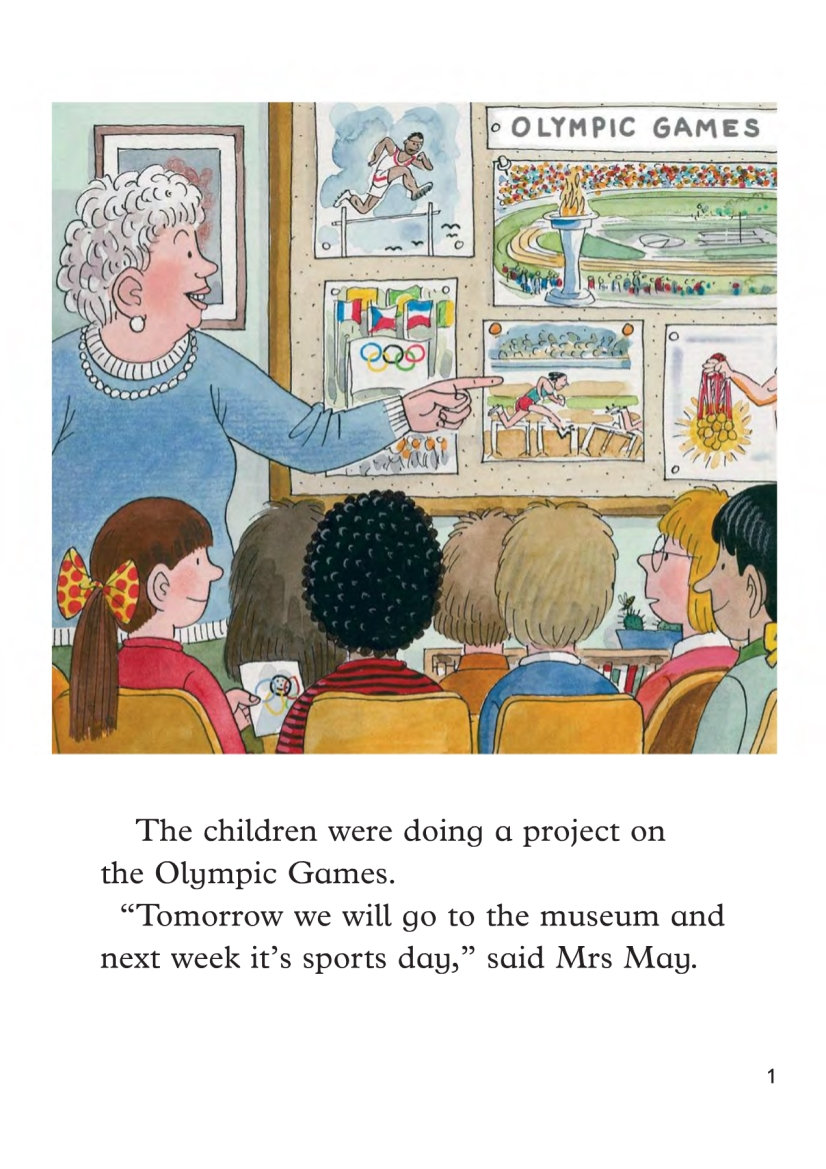 OLYMPIC GAMES
The children were doing a project on
the Olympic Games.
“Tomorrow we will go to the museum and
next week it’s sports day,” said Mrs May.
1